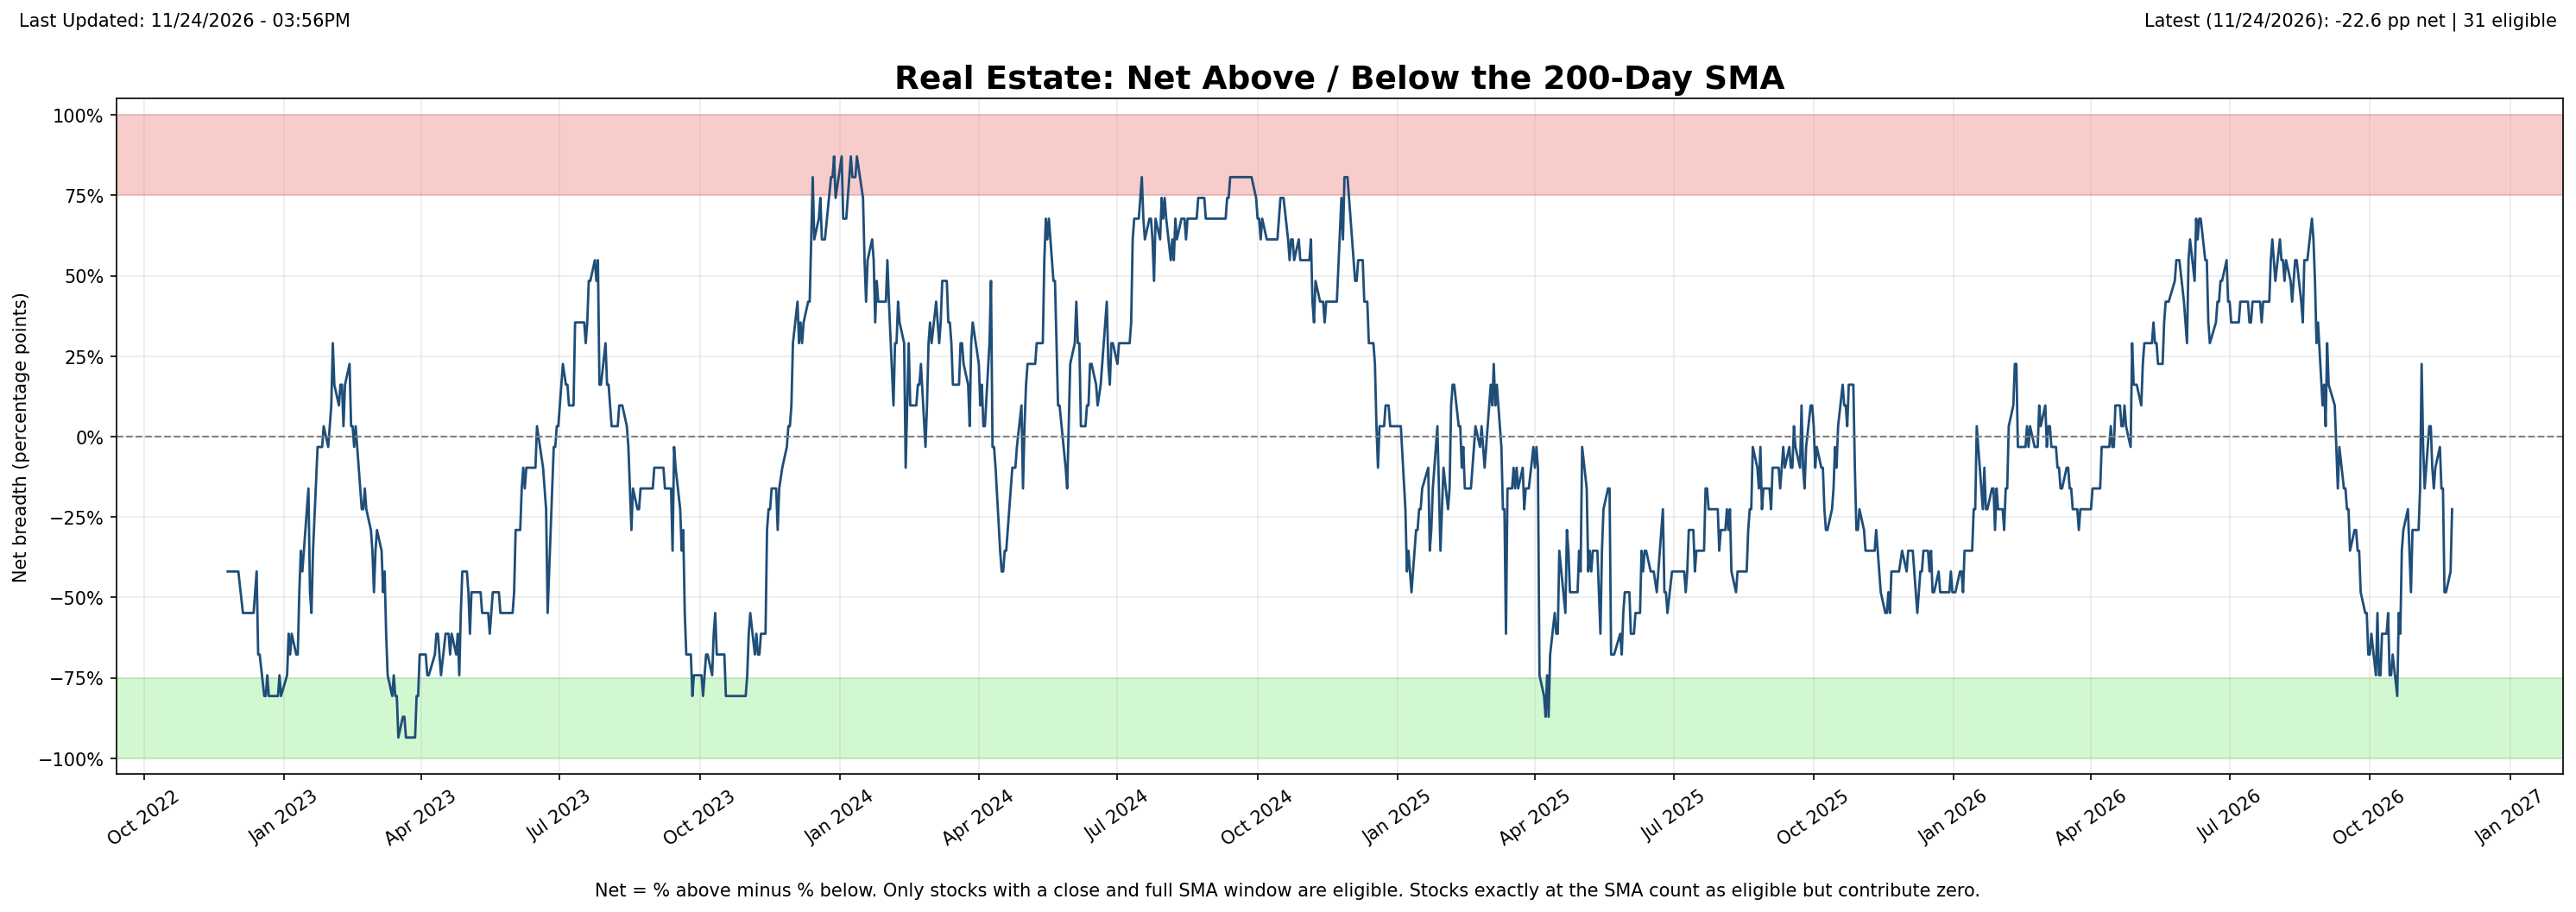 Last Updated: 11/24/2026 - 03:56PM
Latest (11/24/2026): -22.6 pp net | 31 eligible
Real Estate: Net Above / Below the 200-Day SMA
Net breadth (percentage points)
100%
75%
50%
25%
0%
−25%
−50%
−75%
−100%
Oct 2022
Jan 2023
Apr 2023
Jul 2023
Oct 2023
Jan 2024
Apr 2024
Jul 2024
Oct 2024
Jan 2025
Apr 2025
Jul 2025
Oct 2025
Jan 2026
Apr 2026
Jul 2026
Oct 2026
Jan 2027
Net = % above minus % below. Only stocks with a close and full SMA window are eligible. Stocks exactly at the SMA count as eligible but contribute zero.